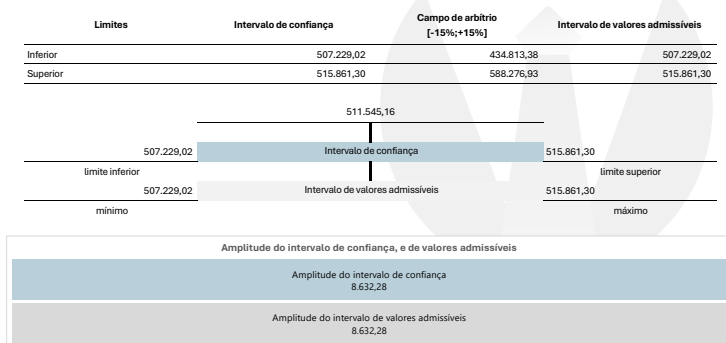 Limites Intervalo de confiança Campo de arbítrio [-15%;+15%] Intervalo de valores admissíveis
Inferior 507.229,02 434.813,38 507.229,02
Superior 515.861,30 588.276,93 515.861,30
511.545,16
507.229,02 Intervalo de confiança 515.861,30
limite inferior limite superior
507.229,02 Intervalo de valores admissíveis 515.861,30
mínimo máximo
Amplitude do intervalo de confiança, e de valores admissíveis
Amplitude do intervalo de confiança
8.632,28
Amplitude do intervalo de valores admissíveis
8.632,28